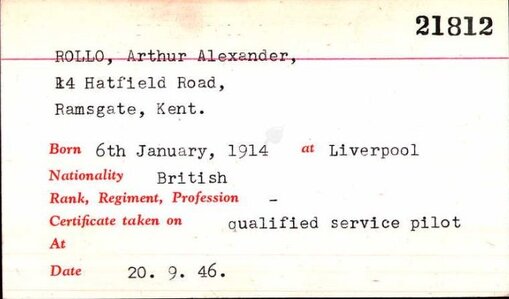 21812
ROLLO, Arthur Alexander,
14 Hatfield Road,
Ramsgate, Kent.
Born 6th January, 1914 at Liverpool
Nationality British
Rank, Regiment, Profession -
Certificate taken on qualified service pilot
At
Date 20. 9. 46.